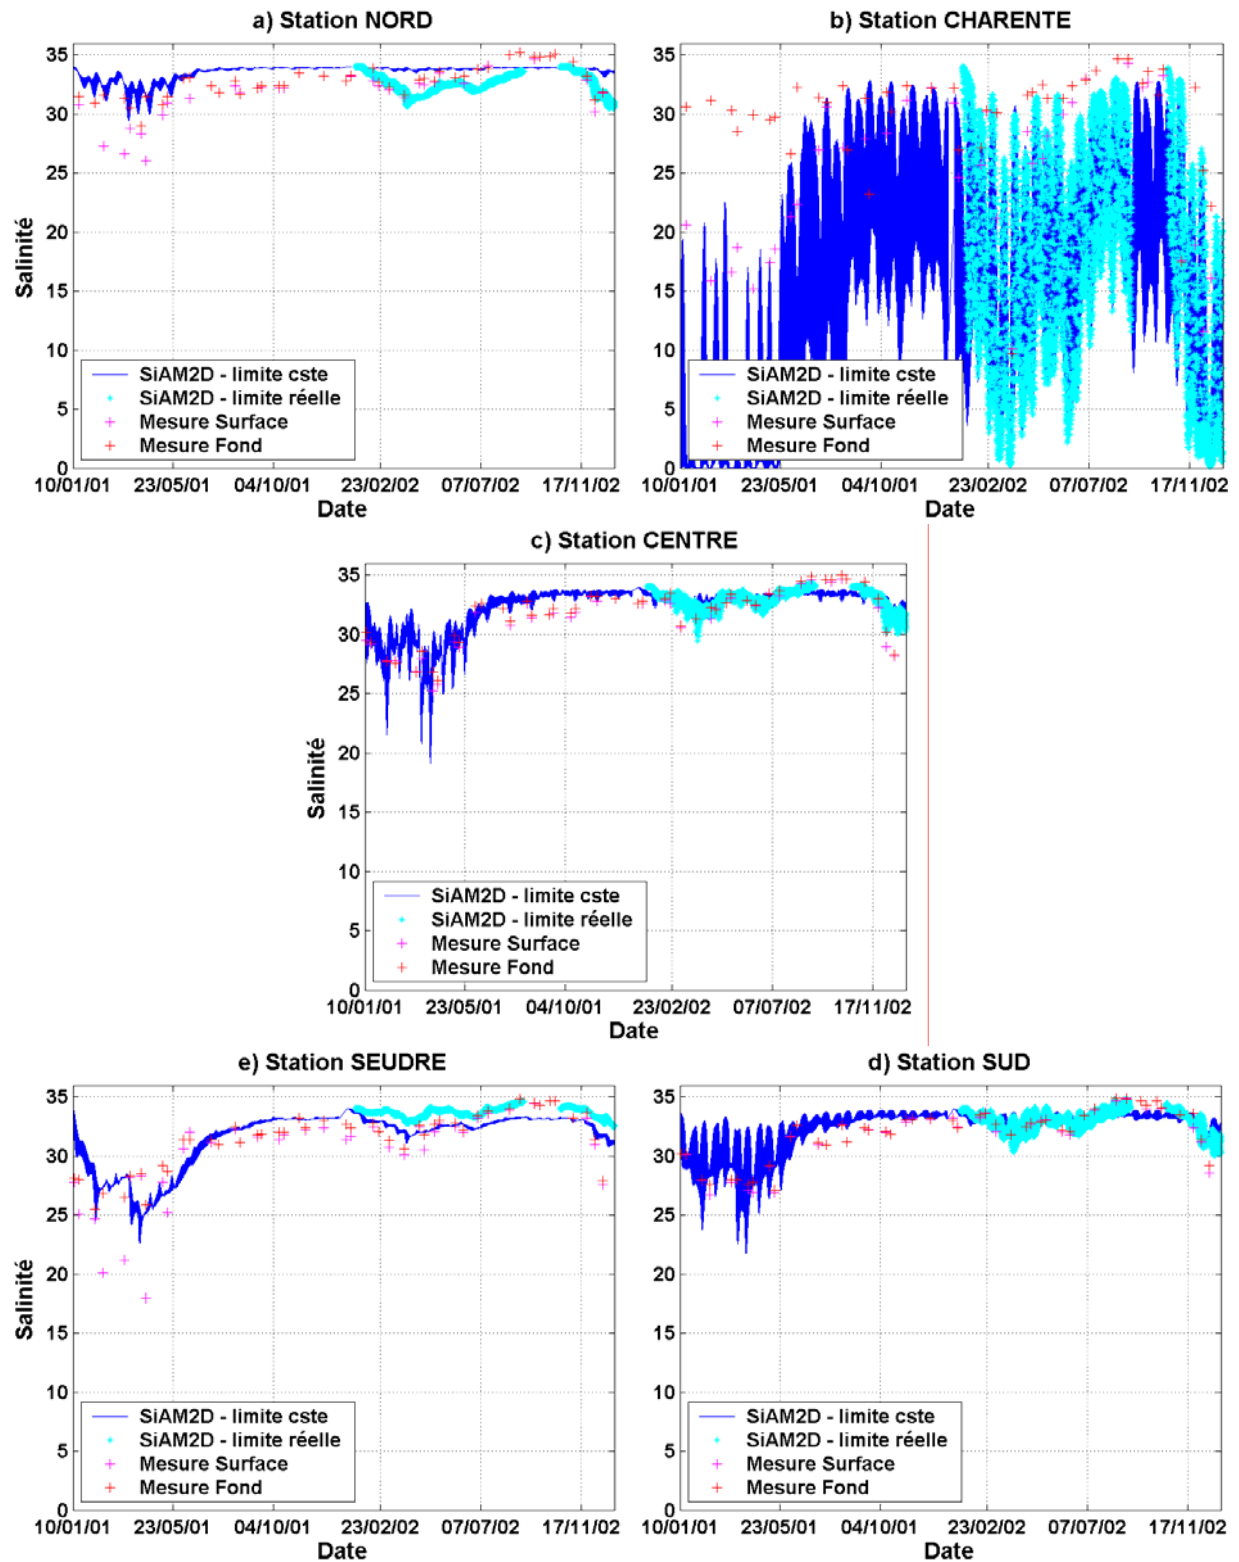 a) Station NORD
Salinité
35
30
25
20
15
10
5
0
SiAM2D - limite cste
SiAM2D - limite réelle
Mesure Surface
Mesure Fond
10/01/01 23/05/01 04/10/01 23/02/02 07/07/02 17/11/02
Date
b) Station CHARENTE
35
30
25
20
15
10
5
0
SiAM2D - limite cste
SiAM2D - limite réelle
Mesure Surface
Mesure Fond
10/01/01 23/05/01 04/10/01 23/02/02 07/07/02 17/11/02
Date
c) Station CENTRE
Salinité
35
30
25
20
15
10
5
0
SiAM2D - limite cste
SiAM2D - limite réelle
Mesure Surface
Mesure Fond
10/01/01 23/05/01 04/10/01 23/02/02 07/07/02 17/11/02
Date
e) Station SEUDRE
Salinité
35
30
25
20
15
10
5
0
SiAM2D - limite cste
SiAM2D - limite réelle
Mesure Surface
Mesure Fond
10/01/01 23/05/01 04/10/01 23/02/02 07/07/02 17/11/02
Date
d) Station SUD
35
30
25
20
15
10
5
0
SiAM2D - limite cste
SiAM2D - limite réelle
Mesure Surface
Mesure Fond
10/01/01 23/05/01 04/10/01 23/02/02 07/07/02 17/11/02
Date